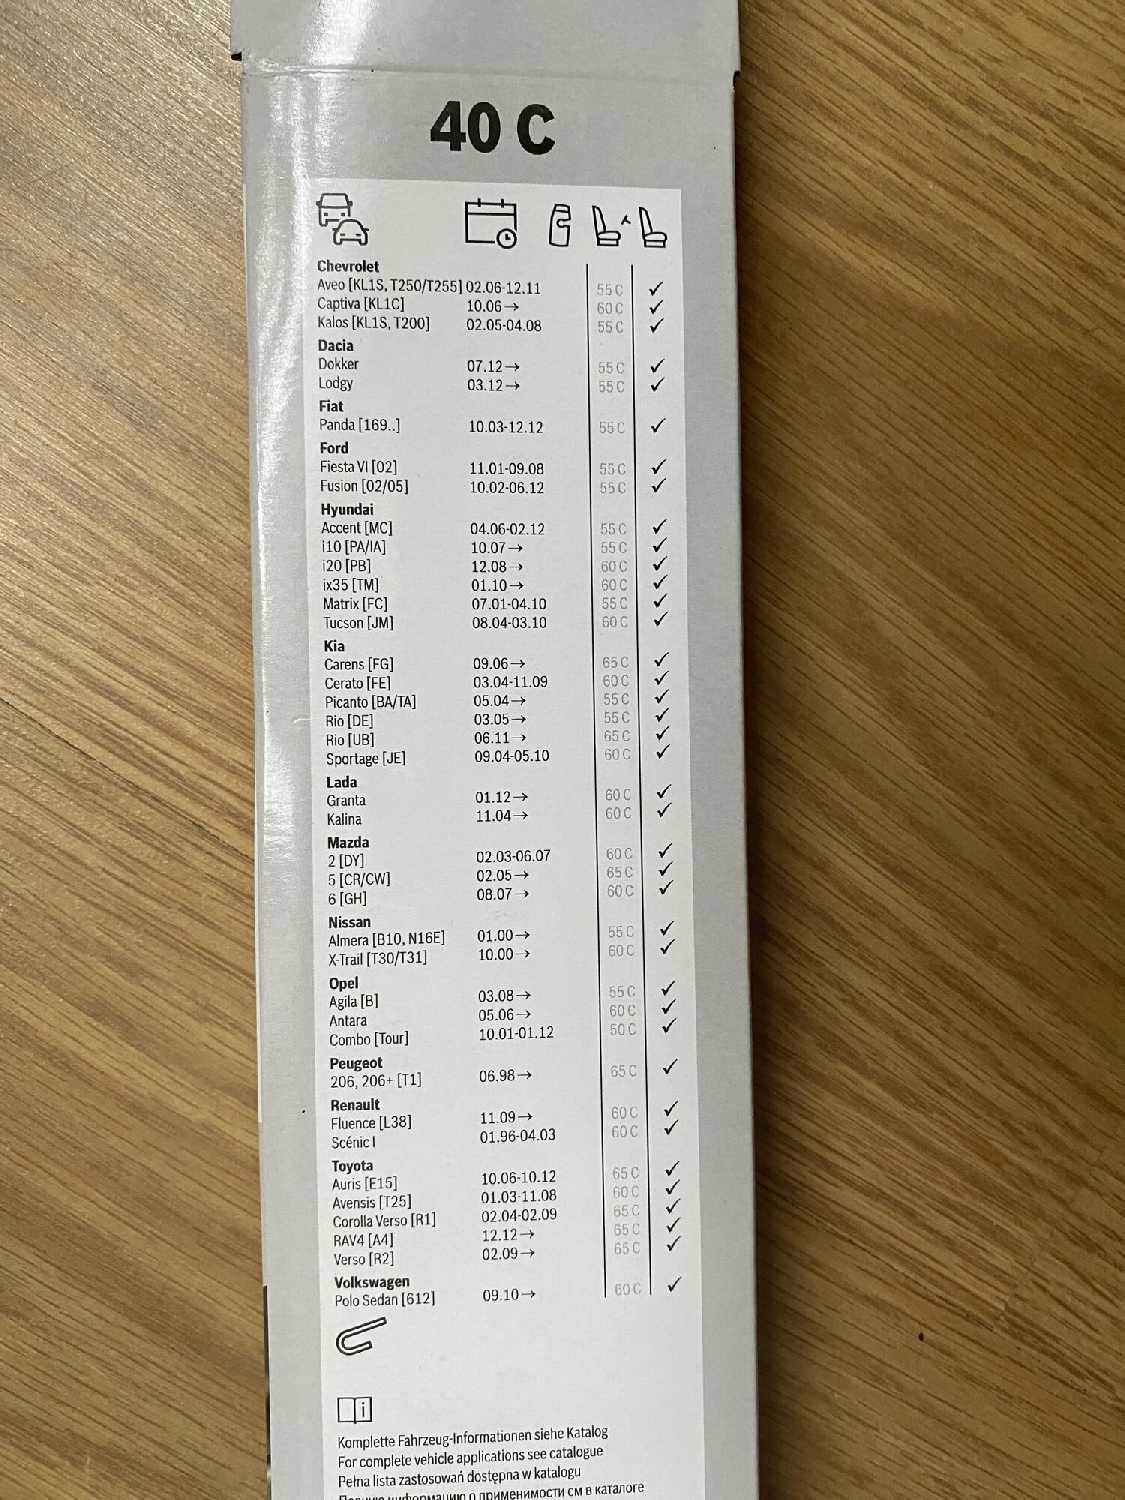 40 C
Chevrolet
Aveo [KL1S, T250/T255] 02.06-12.11 55 C ✓
Captiva [KL1C] 10.06→ 60 C ✓
Kalos [KL1S, T200] 02.05-04.08 55 C ✓
Dacia
Dokker 07.12→ 55 C ✓
Lodgy 03.12→ 55 C ✓
Fiat
Panda [169..] 10.03-12.12 55 C ✓
Ford
Fiesta VI [02] 11.01-09.08 55 C ✓
Fusion [02/05] 10.02-06.12 55 C ✓
Hyundai
Accent [MC] 04.06-02.12 55 C ✓
i10 [PA/IA] 10.07→ 55 C ✓
i20 [PB] 12.08→ 60 C ✓
ix35 [TM] 01.10→ 60 C ✓
Matrix [FC] 07.01-04.10 55 C ✓
Tucson [JM] 08.04-03.10 60 C ✓
Kia
Carens [FG] 09.06→ 65 C ✓
Cerato [FE] 03.04-11.09 60 C ✓
Picanto [BA/TA] 05.04→ 55 C ✓
Rio [DE] 03.05→ 55 C ✓
Rio [UB] 06.11→ 65 C ✓
Sportage [JE] 09.04-05.10 60 C ✓
Lada
Granta 01.12→ 60 C ✓
Kalina 11.04→ 60 C ✓
Mazda
2 [DY] 02.03-06.07 60 C ✓
5 [CR/CW] 02.05→ 65 C ✓
6 [GH] 08.07→ 60 C ✓
Nissan
Almera [B10, N16E] 01.00→ 55 C ✓
X-Trail [T30/T31] 10.00→ 60 C ✓
Opel
Agila [B] 03.08→ 55 C ✓
Antara 05.06→ 60 C ✓
Combo [Tour] 10.01-01.12 50 C ✓
Peugeot
206, 206+ [T1] 06.98→ 65 C ✓
Renault
Fluence [L38] 11.09→ 60 C ✓
Scénic I 01.96-04.03 60 C ✓
Toyota
Auris [E15] 10.06-10.12 65 C ✓
Avensis [T25] 01.03-11.08 60 C ✓
Corolla Verso [R1] 02.04-02.09 65 C ✓
RAV4 [A4] 12.12→ 65 C ✓
Verso [R2] 02.09→ 65 C ✓
Volkswagen
Polo Sedan [612] 09.10→ 60 C ✓
i
Komplette Fahrzeug-Informationen siehe Katalog
For complete vehicle applications see catalogue
Pełna lista zastosowań dostępna w katalogu
Полную информацию о применимости см в каталоге